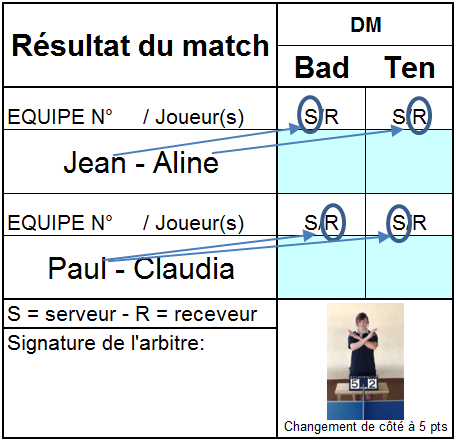 Résultat du match
DM
Bad Ten
EQUIPE N° / Joueur(s) S/R S/R
Jean - Aline
EQUIPE N° / Joueur(s) S/R S/R
Paul - Claudia
S = serveur - R = receveur
Signature de l'arbitre:
5 2
Changement de côté à 5 pts